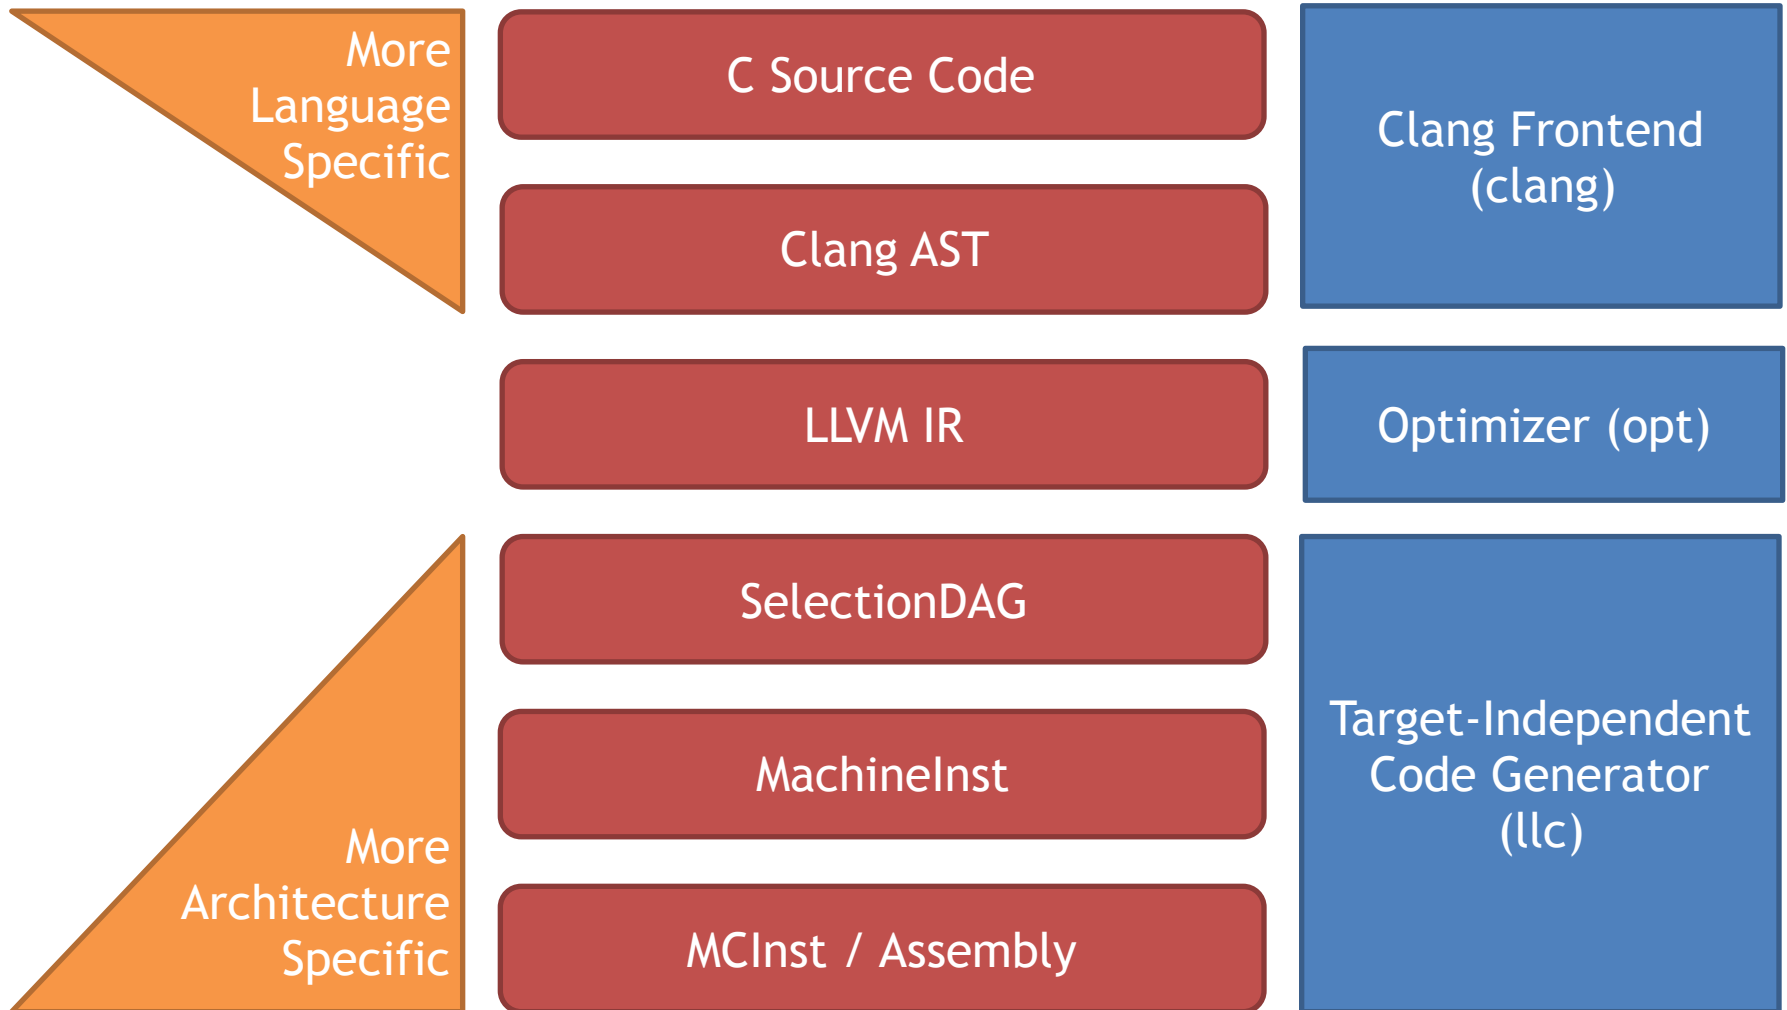 More
Language
Specific
C Source Code
Clang Frontend
(clang)
Clang AST
LLVM IR
Optimizer (opt)
SelectionDAG
MachineInst
Target-Independent
Code Generator
(llc)
More
Architecture
Specific
MCInst / Assembly